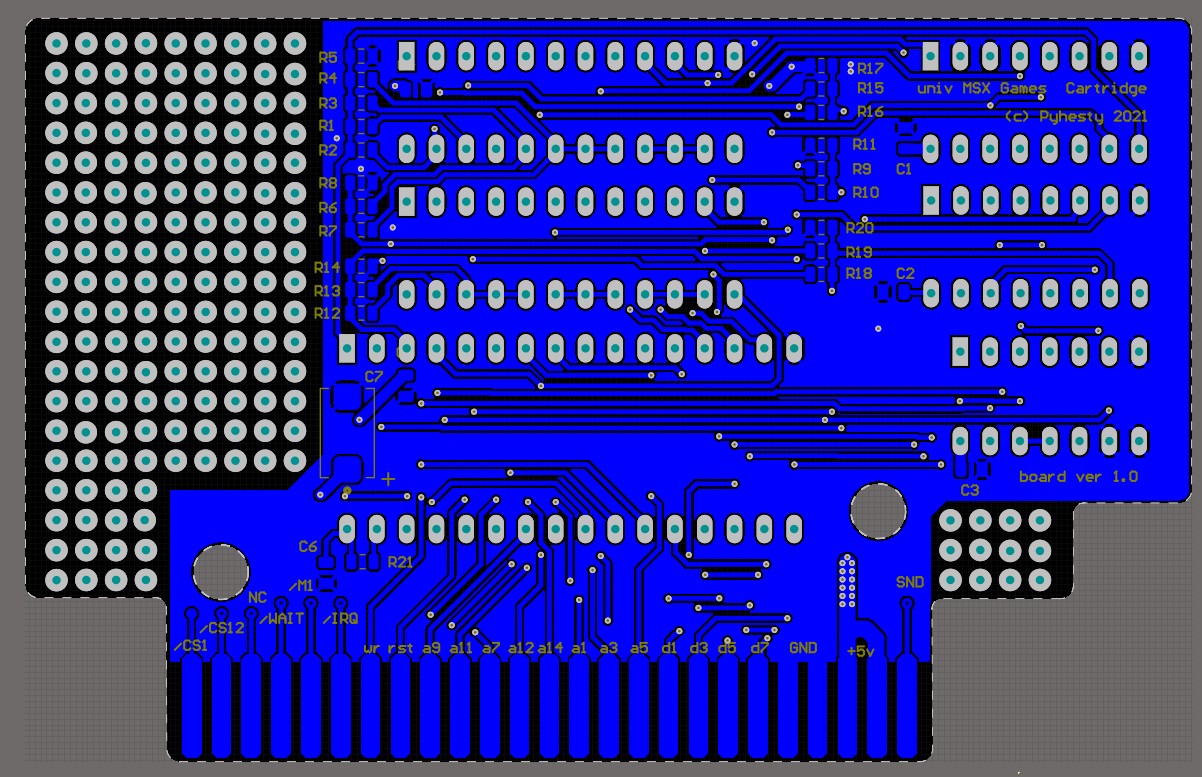 R5
R4
R3
R1
R2
R8
R6
R7
R14
R13
R12
R17
R15
R16
R11
R9
R10
R20
R19
R18
univ MSX Games Cartridge
(c) Pyhesty 2021
C1
C2
C7
+
board ver 1.0
C3
C6
R21
/M1
NC
/WAIT
/IRQ
/CS12
/CS1
SND
wr rst a9 a11 a7 a12 a14 a1 a3 a5 d1 d3 d5 d7 GND +5v